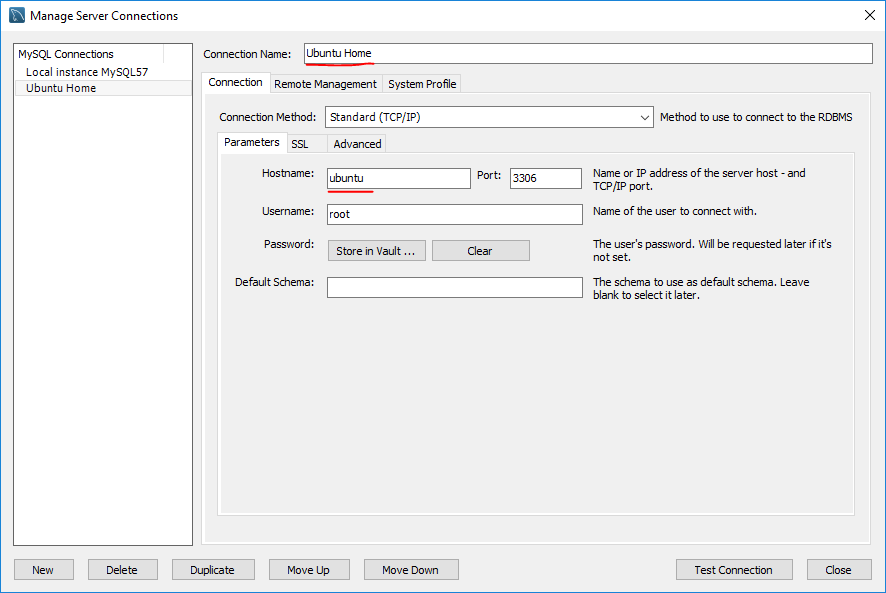 Manage Server Connections
MySQL Connections
Local instance MySQL57
Ubuntu Home
Connection Name: Ubuntu Home
Connection Remote Management System Profile
Connection Method: Standard (TCP/IP) Method to use to connect to the RDBMS
Parameters SSL Advanced
Hostname: ubuntu Port: 3306 Name or IP address of the server host - and
TCP/IP port.
Username: root Name of the user to connect with.
Password: Store in Vault ... Clear The user's password. Will be requested later if it's
not set.
Default Schema: The schema to use as default schema. Leave
blank to select it later.
New Delete Duplicate Move Up Move Down Test Connection Close